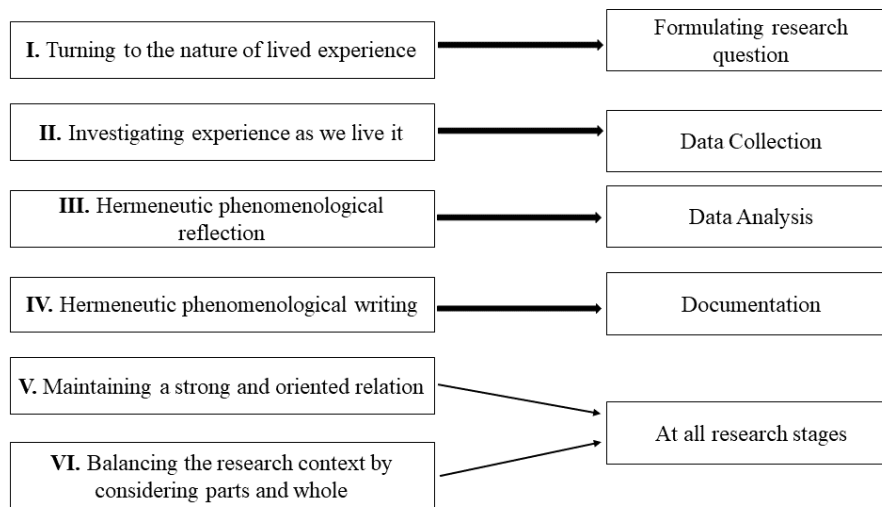 I. Turning to the nature of lived experience
Formulating research
question
II. Investigating experience as we live it
Data Collection
III. Hermeneutic phenomenological
reflection
Data Analysis
IV. Hermeneutic phenomenological writing
Documentation
V. Maintaining a strong and oriented relation
At all research stages
VI. Balancing the research context by
considering parts and whole